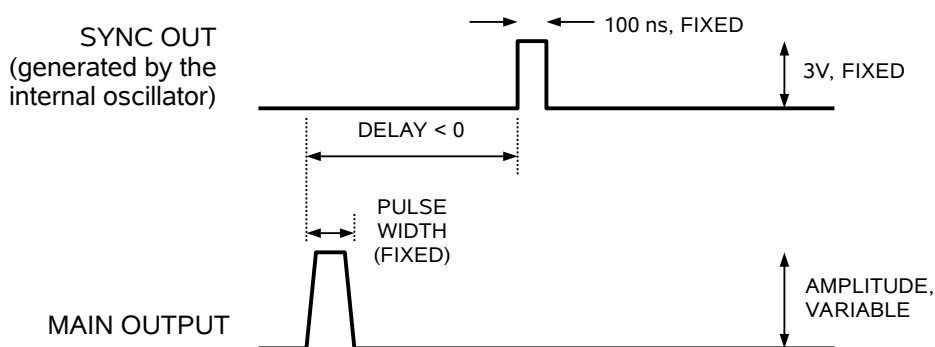 SYNC OUT
(generated by the
internal oscillator)
100 ns, FIXED
3V, FIXED
DELAY < 0
PULSE
WIDTH
(FIXED)
MAIN OUTPUT
AMPLITUDE,
VARIABLE